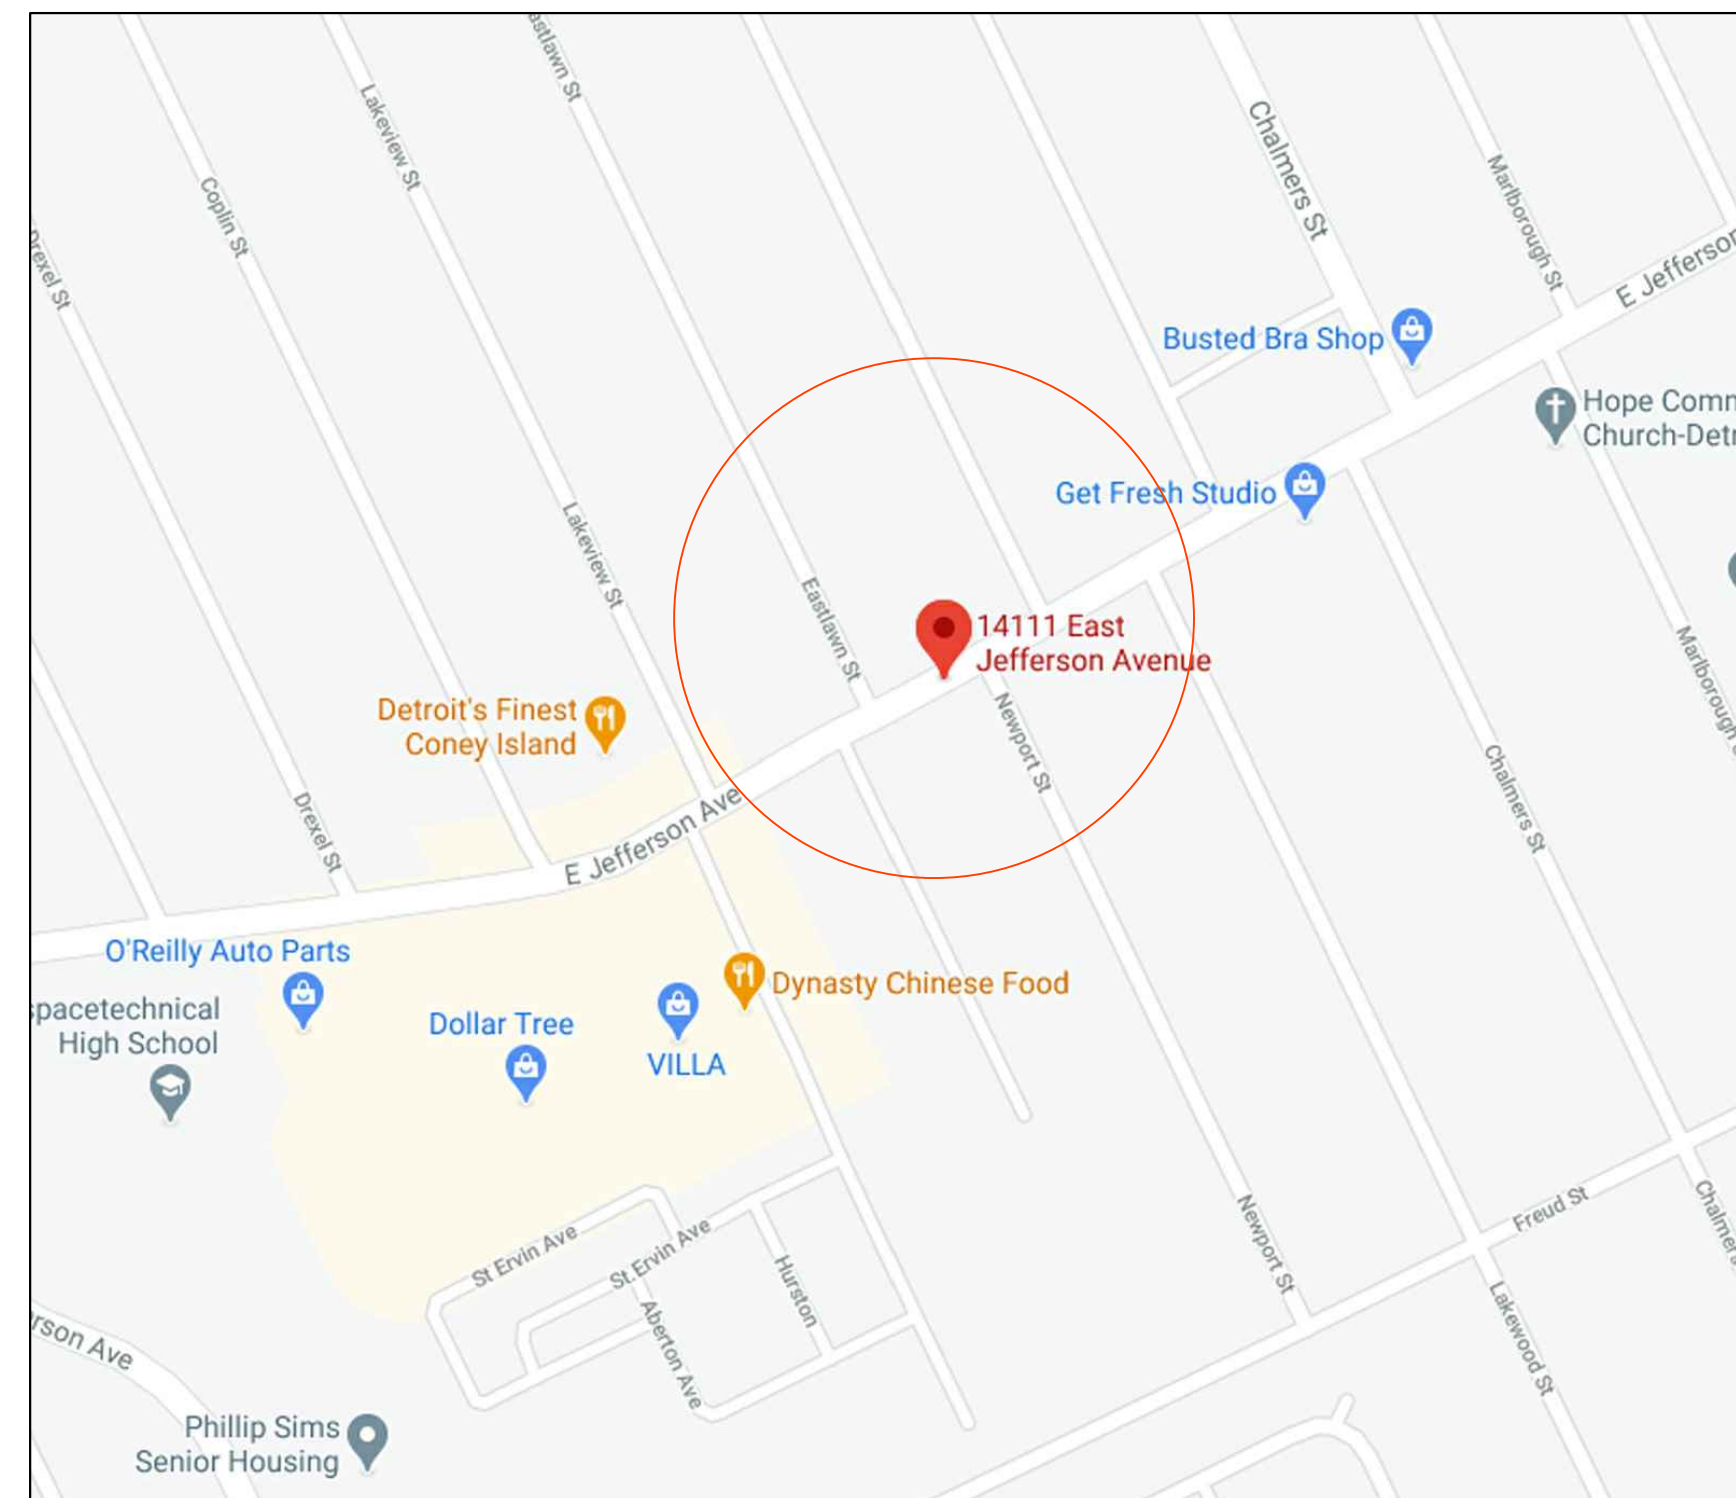 astlawn St
Lakeview St
Chalmers St
Marlborough St
Coplin St
Drexel St
E Jefferson
Busted Bra Shop
Hope Comm
Church-Detr
Get Fresh Studio
Lakeview St
Eastlawn St
14111 East
Jefferson Avenue
Marlborough
Detroit's Finest
Coney Island
Newport St
Chalmers St
Drexel St
E Jefferson Ave
O'Reilly Auto Parts
Dynasty Chinese Food
spacetechnical
High School
Dollar Tree
VILLA
Freud St
Chalmers
St Ervin Ave
St Ervin Ave
Hurston
Newport St
Aberton Ave
Lakewood St
rson Ave
Phillip Sims
Senior Housing